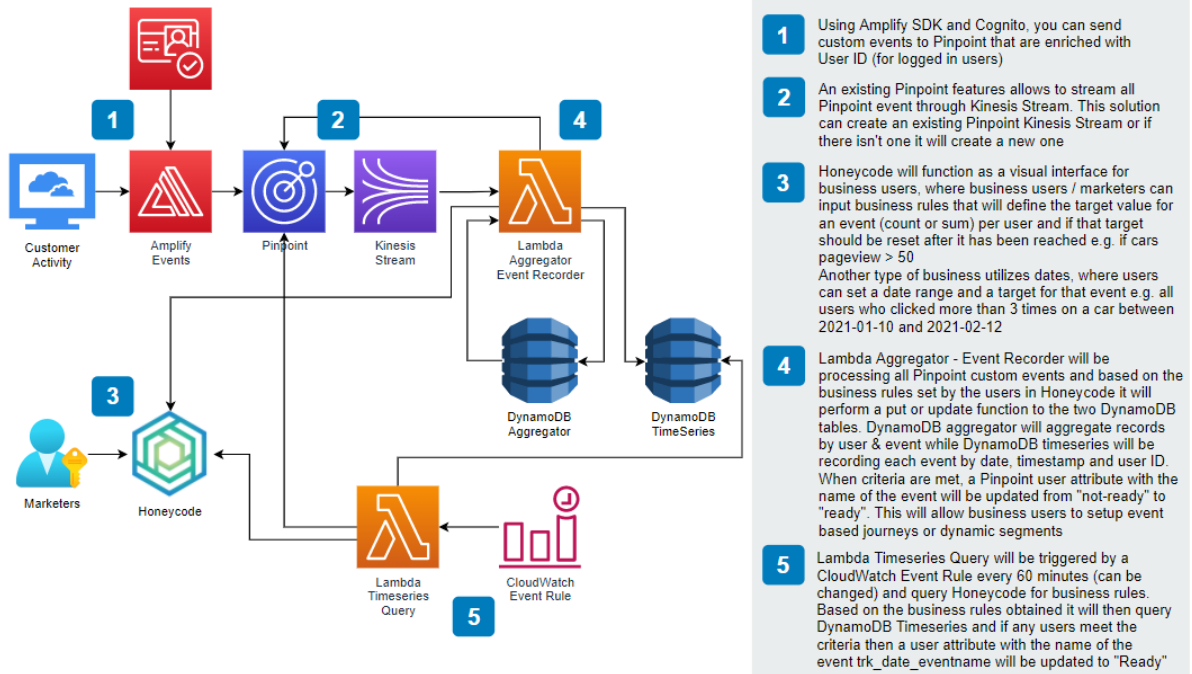 1
2
4
Customer
Activity
Amplify
Events
Pinpoint
Kinesis
Stream
Lambda
Aggregator
Event Recorder
DynamoDB
Aggregator
DynamoDB
TimeSeries
3
Marketers
Honeycode
Lambda
Timeseries
Query
CloudWatch
Event Rule
5
1
Using Amplify SDK and Cognito, you can send
custom events to Pinpoint that are enriched with
User ID (for logged in users)
2
An existing Pinpoint features allows to stream all
Pinpoint event through Kinesis Stream. This solution
can create an existing Pinpoint Kinesis Stream or if
there isn't one it will create a new one
3
Honeycode will function as a visual interface for
business users, where business users / marketers can
input business rules that will define the target value for
an event (count or sum) per user and if that target
should be reset after it has been reached e.g. if cars
pageview > 50
Another type of business utilizes dates, where users
can set a date range and a target for that event e.g. all
users who clicked more than 3 times on a car between
2021-01-10 and 2021-02-12
4
Lambda Aggregator - Event Recorder will be
processing all Pinpoint custom events and based on the
business rules set by the users in Honeycode it will
perform a put or update function to the two DynamoDB
tables. DynamoDB aggregator will aggregate records
by user & event while DynamoDB timeseries will be
recording each event by date, timestamp and user ID.
When criteria are met, a Pinpoint user attribute with the
name of the event will be updated from "not-ready" to
"ready". This will allow business users to setup event
based journeys or dynamic segments
5
Lambda Timeseries Query will be triggered by a
CloudWatch Event Rule every 60 minutes (can be
changed) and query Honeycode for business rules.
Based on the business rules obtained it will then query
DynamoDB Timeseries and if any users meet the
criteria then a user attribute with the name of the
event trk_date_eventname will be updated to "Ready"